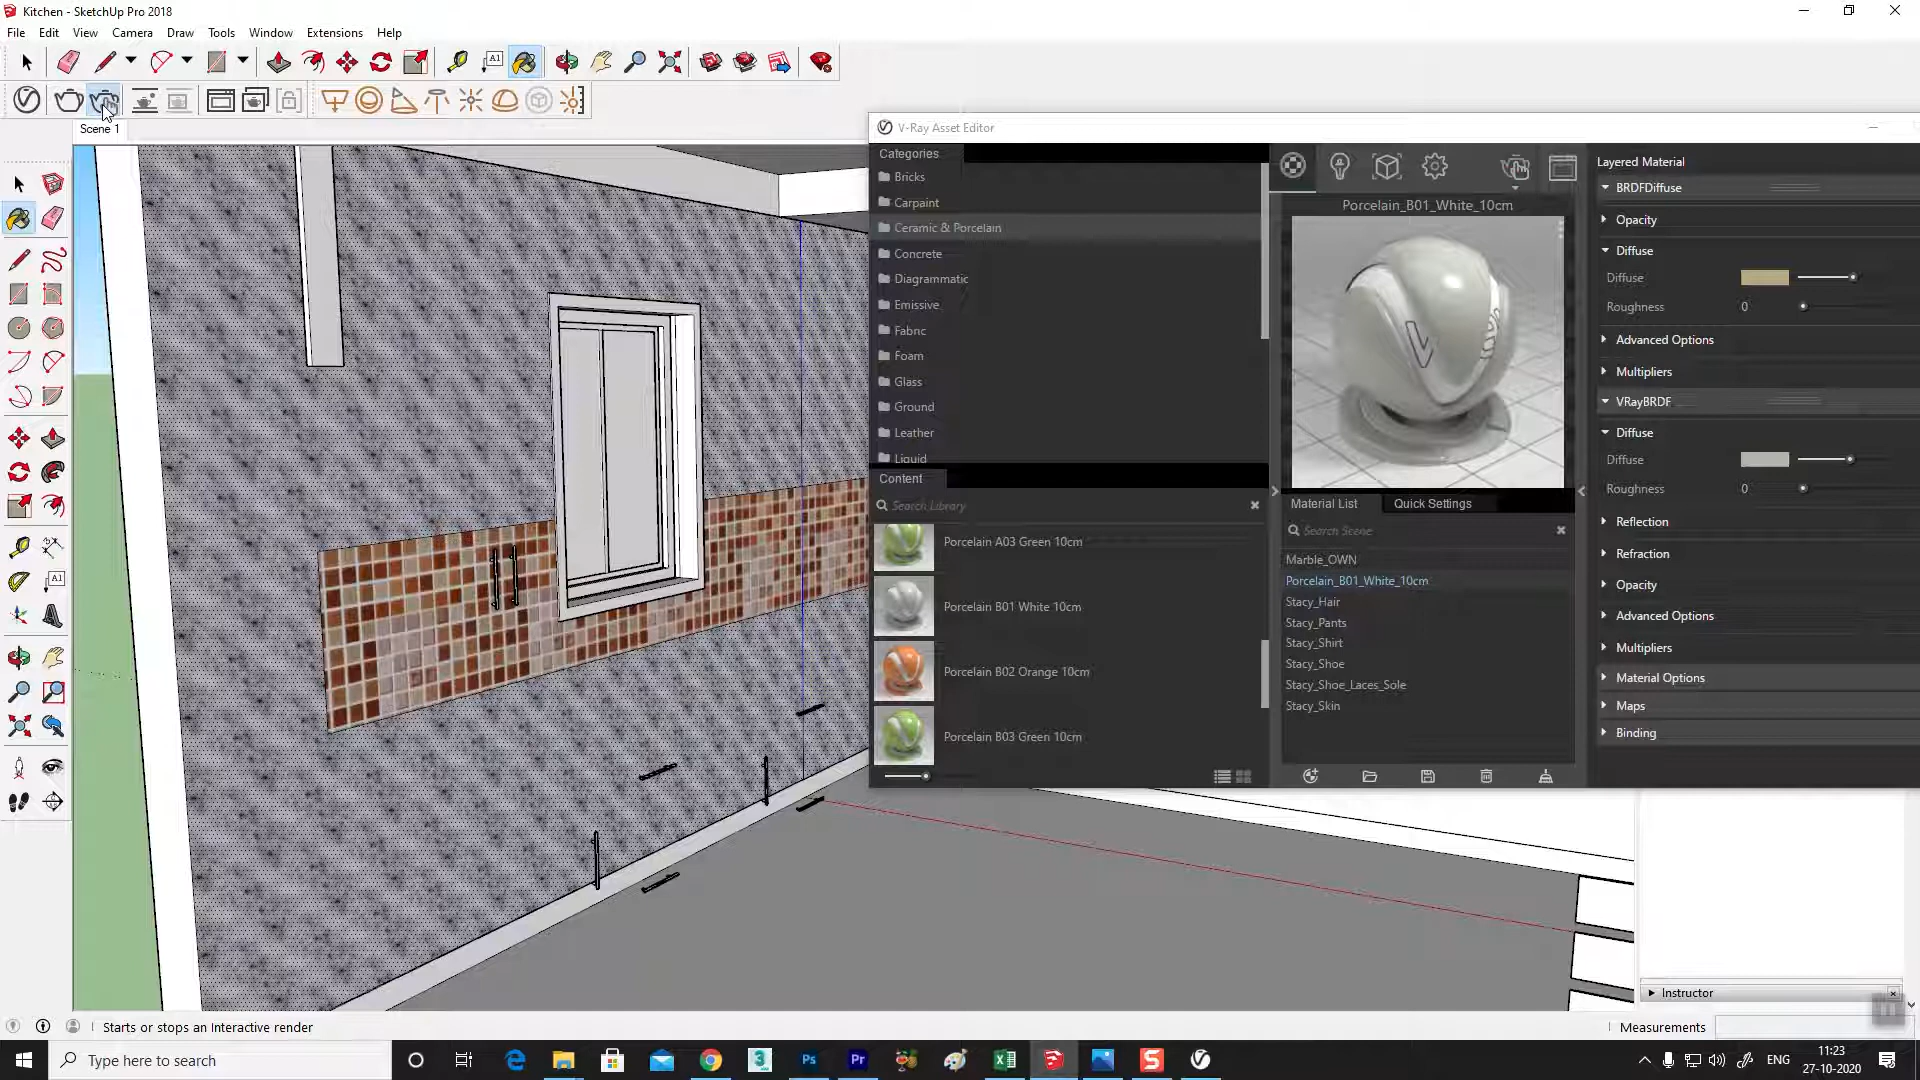 Kitchen - SketchUp Pro 2018
File Edit View Camera Draw Tools Window Extensions Help
A1
Scene 1
V-Ray Asset Editor
Categories
Bricks
Carpaint
Ceramic & Porcelain
Concrete
Diagrammatic
Emissive
Fabric
Foam
Glass
Ground
Leather
Liquid
Content
Search Library
Porcelain A03 Green 10cm
Porcelain B01 White 10cm
Porcelain B02 Orange 10cm
Porcelain B03 Green 10cm
Porcelain_B01_White_10cm
Material List Quick Settings
Search Scene
Marble_OWN
Porcelain_B01_White_10cm
Stacy_Hair
Stacy_Pants
Stacy_Shirt
Stacy_Shoe
Stacy_Shoe_Laces_Sole
Stacy_Skin
Layered Material
BRDFDiffuse
Opacity
Diffuse
Diffuse
Roughness 0
Advanced Options
Multipliers
VRayBRDF
Diffuse
Diffuse
Roughness 0
Reflection
Refraction
Opacity
Advanced Options
Multipliers
Material Options
Maps
Binding
A1
Instructor
Starts or stops an Interactive render
Measurements
Type here to search
3
Ps
Pr
S
ENG
11:23
27-10-2020